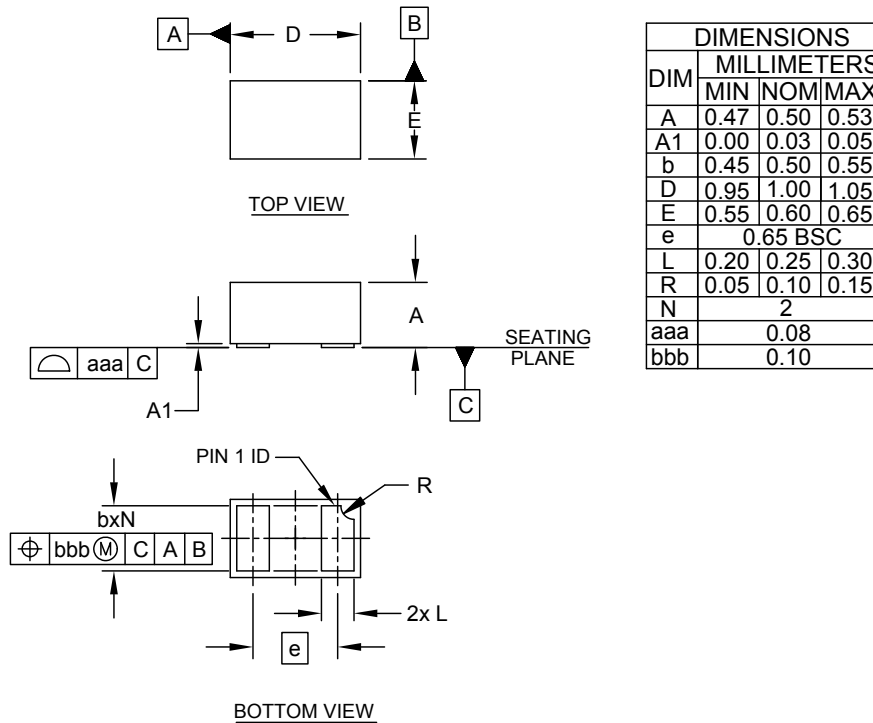 A
D
B
E
TOP VIEW
A
SEATING
PLANE
aaa C
A1
C
PIN 1 ID
R
bxN
bbb Ⓜ C A B
2x L
e
BOTTOM VIEW
DIMENSIONS
DIM MILLIMETERS
MIN NOM MAX
A 0.47 0.50 0.53
A1 0.00 0.03 0.05
b 0.45 0.50 0.55
D 0.95 1.00 1.05
E 0.55 0.60 0.65
e 0.65 BSC
L 0.20 0.25 0.30
R 0.05 0.10 0.15
N 2
aaa 0.08
bbb 0.10